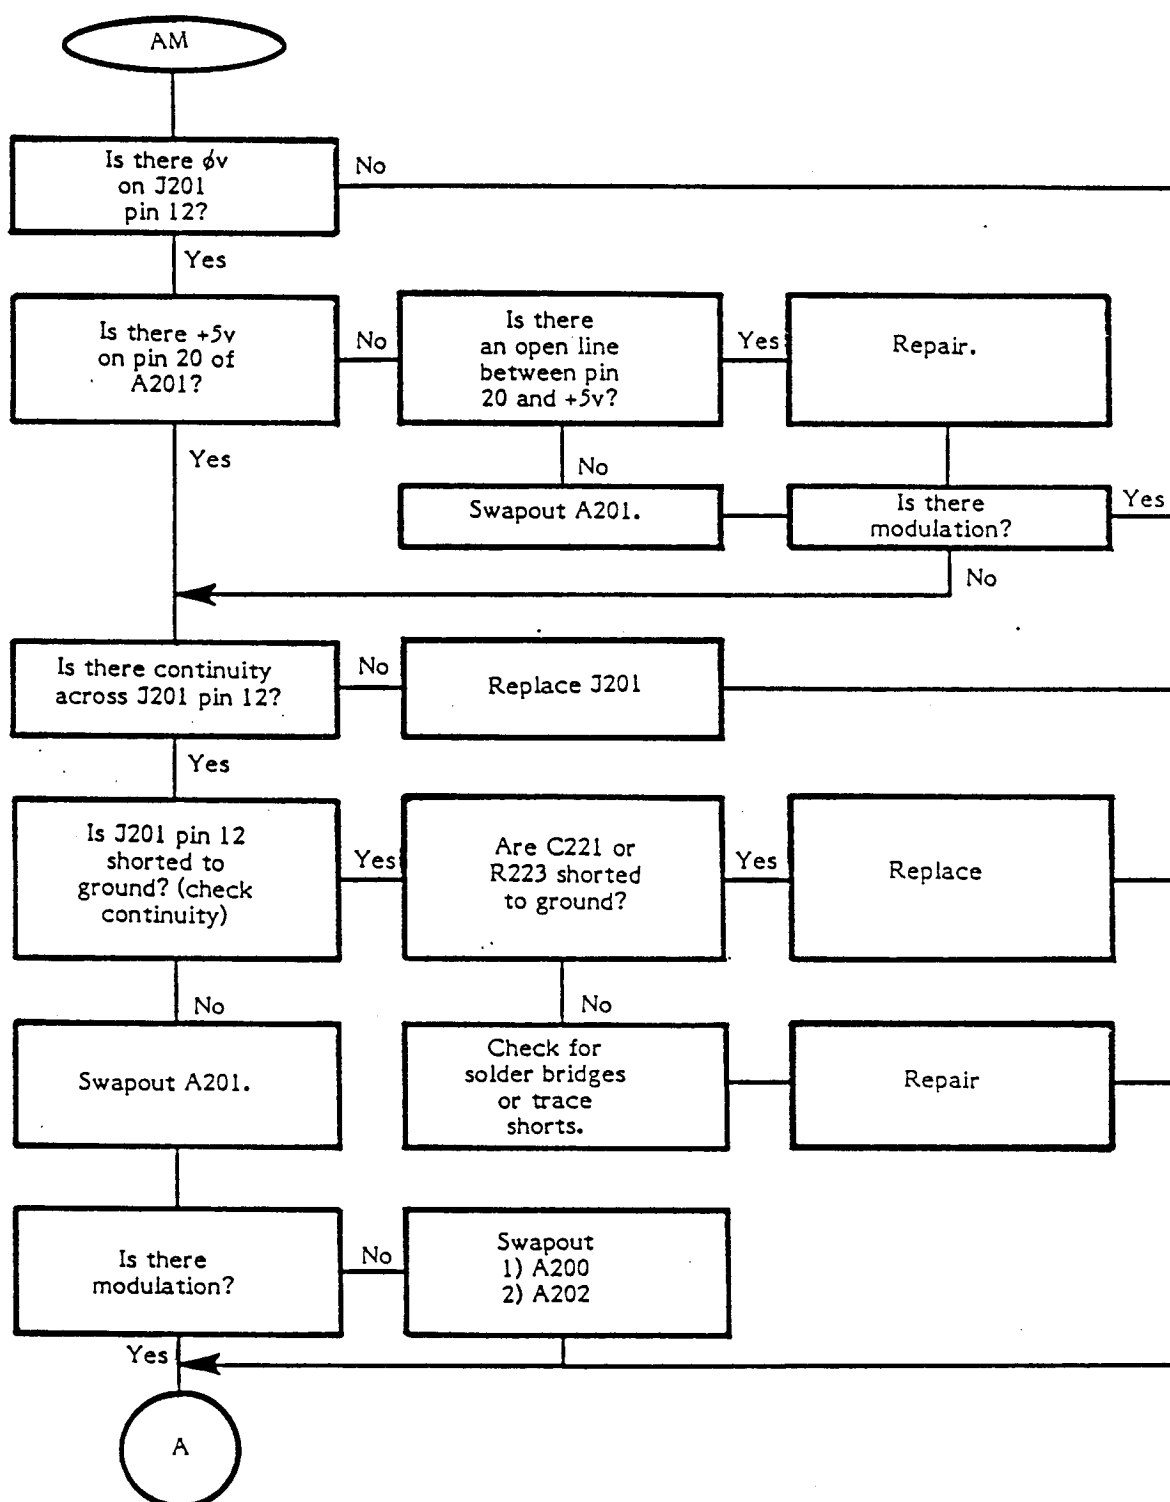 AM
Is there ϕv
on J201
pin 12?
No
Yes
Is there +5v
on pin 20 of
A201?
No
Is there
an open line
between pin
20 and +5v?
Yes
Repair.
Yes
No
Swapout A201.
Is there
modulation?
Yes
No
Is there continuity
across J201 pin 12?
No
Replace J201
Yes
Is J201 pin 12
shorted to
ground? (check
continuity)
Yes
Are C221 or
R223 shorted
to ground?
Yes
Replace
No
No
Swapout A201.
Check for
solder bridges
or trace
shorts.
Repair
Is there
modulation?
No
Swapout
1) A200
2) A202
Yes
A